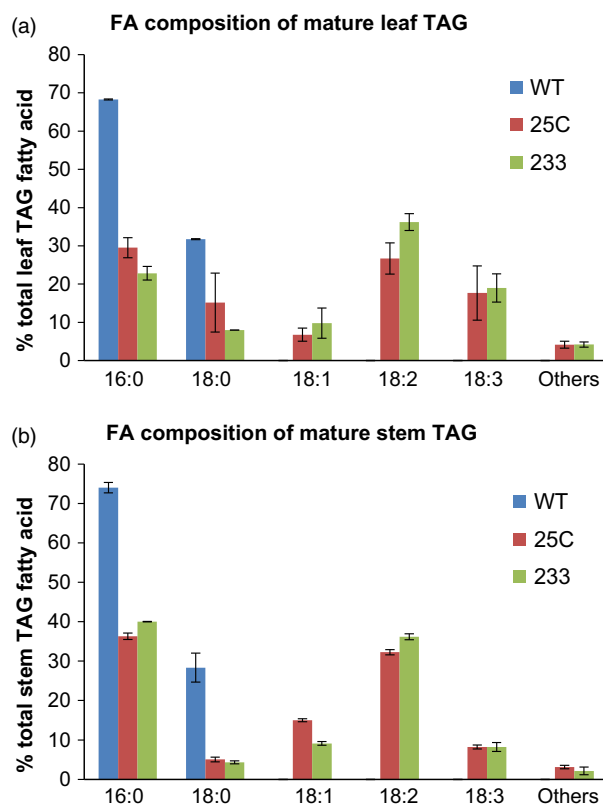 (a) FA composition of mature leaf TAG
% total leaf TAG fatty acid
80
70
60
50
40
30
20
10
0
WT
25C
233
16:0 18:0 18:1 18:2 18:3 Others
(b) FA composition of mature stem TAG
% total stem TAG fatty acid
80
70
60
50
40
30
20
10
0
WT
25C
233
16:0 18:0 18:1 18:2 18:3 Others